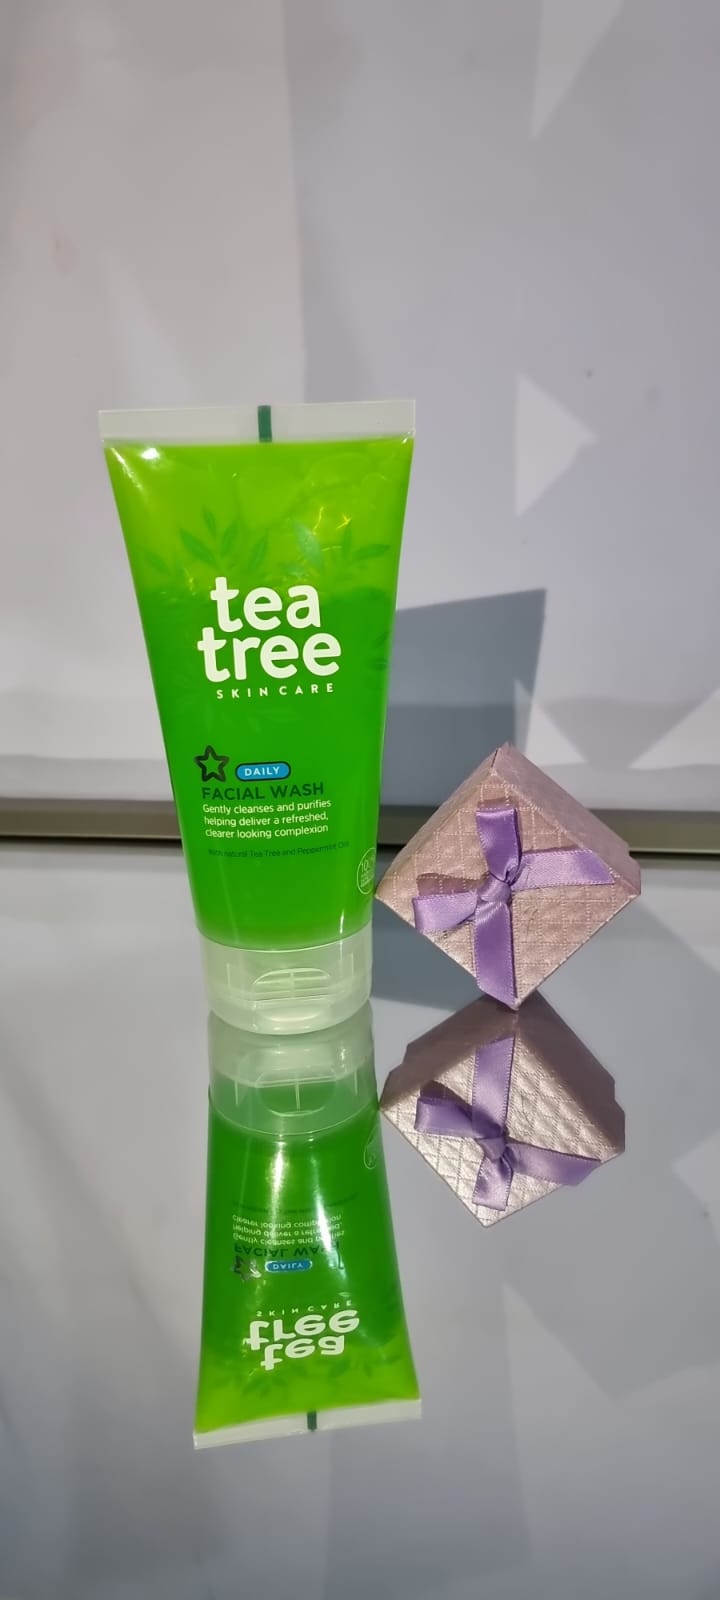 tea
tree
SKINCARE
DAILY
FACIAL WASH
Gently cleanses and purifies
helping deliver a refreshed,
clearer looking complexion
With natural Tea Tree and Peppermint Oils
100%